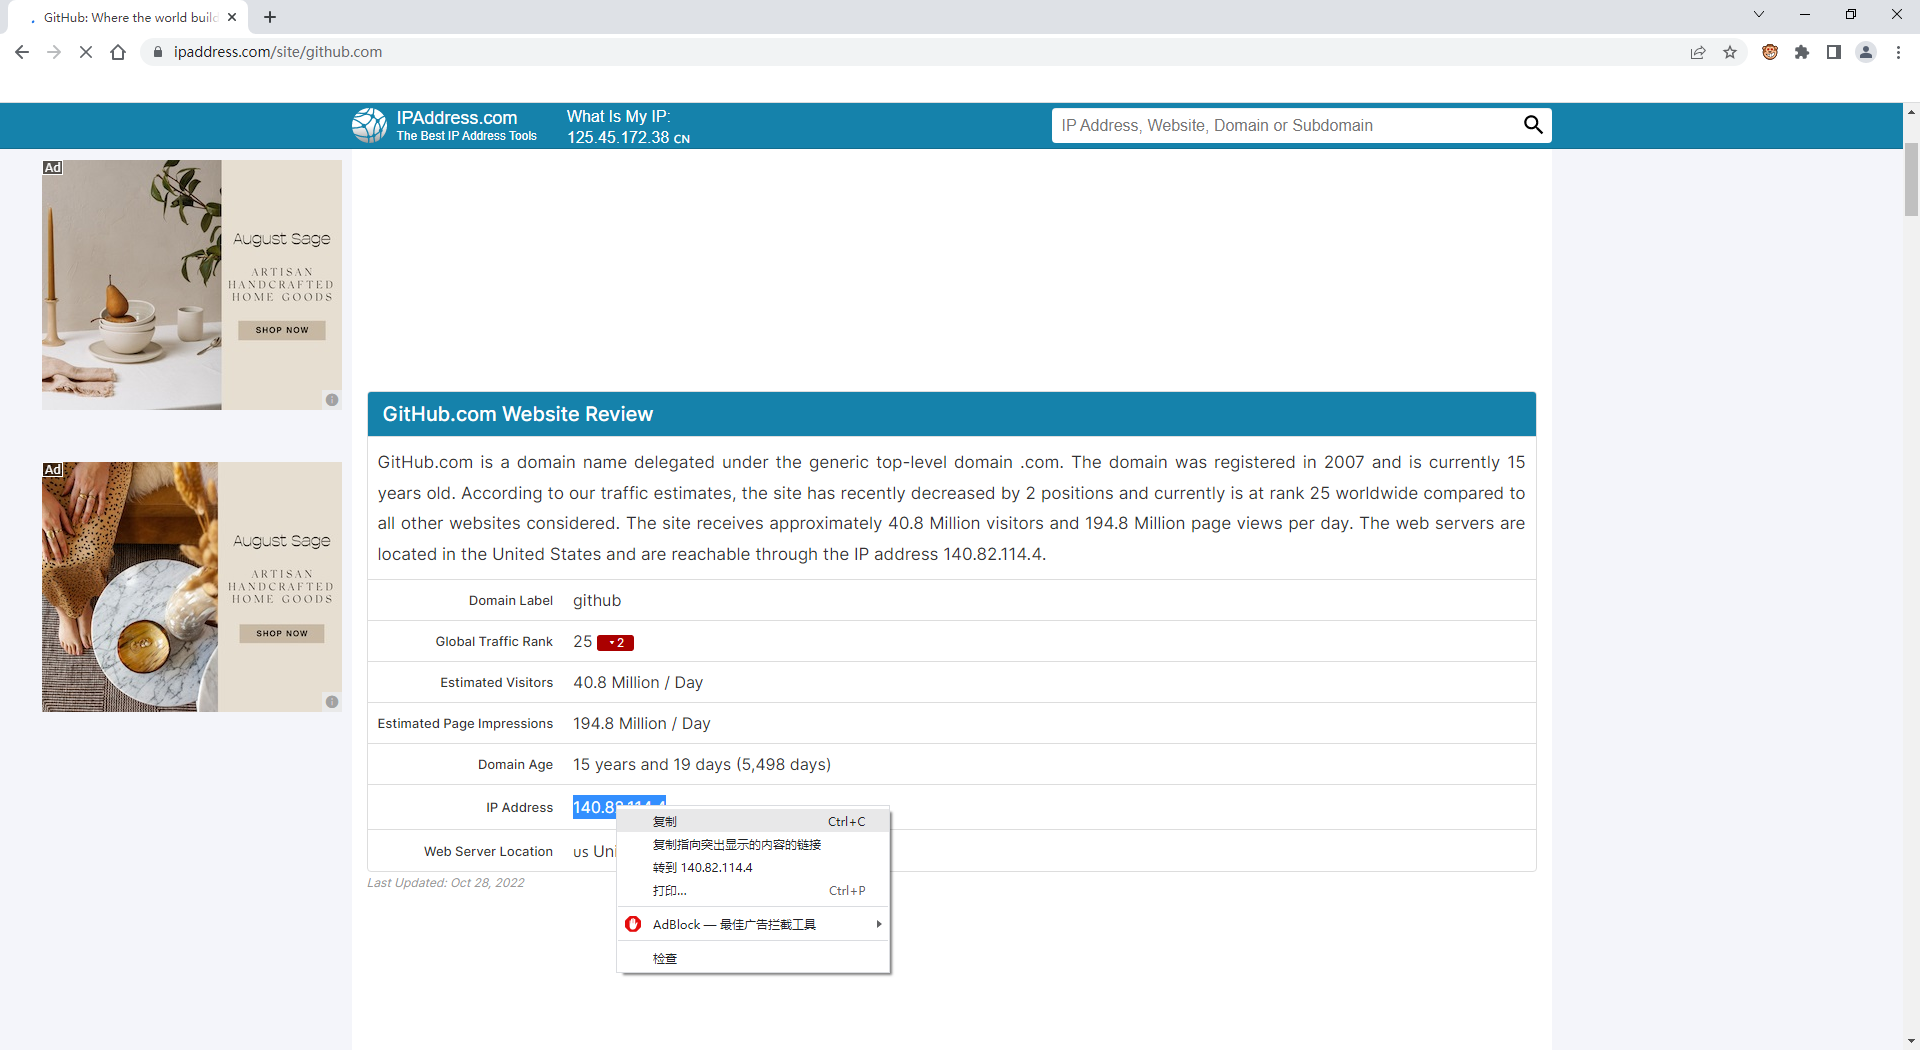 GitHub: Where the world build
ipaddress.com/site/github.com
IPAddress.com
The Best IP Address Tools
What Is My IP:
125.45.172.38 CN
IP Address, Website, Domain or Subdomain
Ad
August Sage
ARTISAN
HANDCRAFTED
HOME GOODS
SHOP NOW
Ad
August Sage
ARTISAN
HANDCRAFTED
HOME GOODS
SHOP NOW
GitHub.com Website Review
GitHub.com is a domain name delegated under the generic top-level domain .com. The domain was registered in 2007 and is currently 15
years old. According to our traffic estimates, the site has recently decreased by 2 positions and currently is at rank 25 worldwide compared to
all other websites considered. The site receives approximately 40.8 Million visitors and 194.8 Million page views per day. The web servers are
located in the United States and are reachable through the IP address 140.82.114.4.
Domain Label github
Global Traffic Rank 25 2
Estimated Visitors 40.8 Million / Day
Estimated Page Impressions 194.8 Million / Day
Domain Age 15 years and 19 days (5,498 days)
IP Address 140.82.114.4
Web Server Location us Uni
Last Updated: Oct 28, 2022
复制 Ctrl+C
复制指向突出显示的内容的链接
转到 140.82.114.4
打印... Ctrl+P
AdBlock — 最佳广告拦截工具
检查